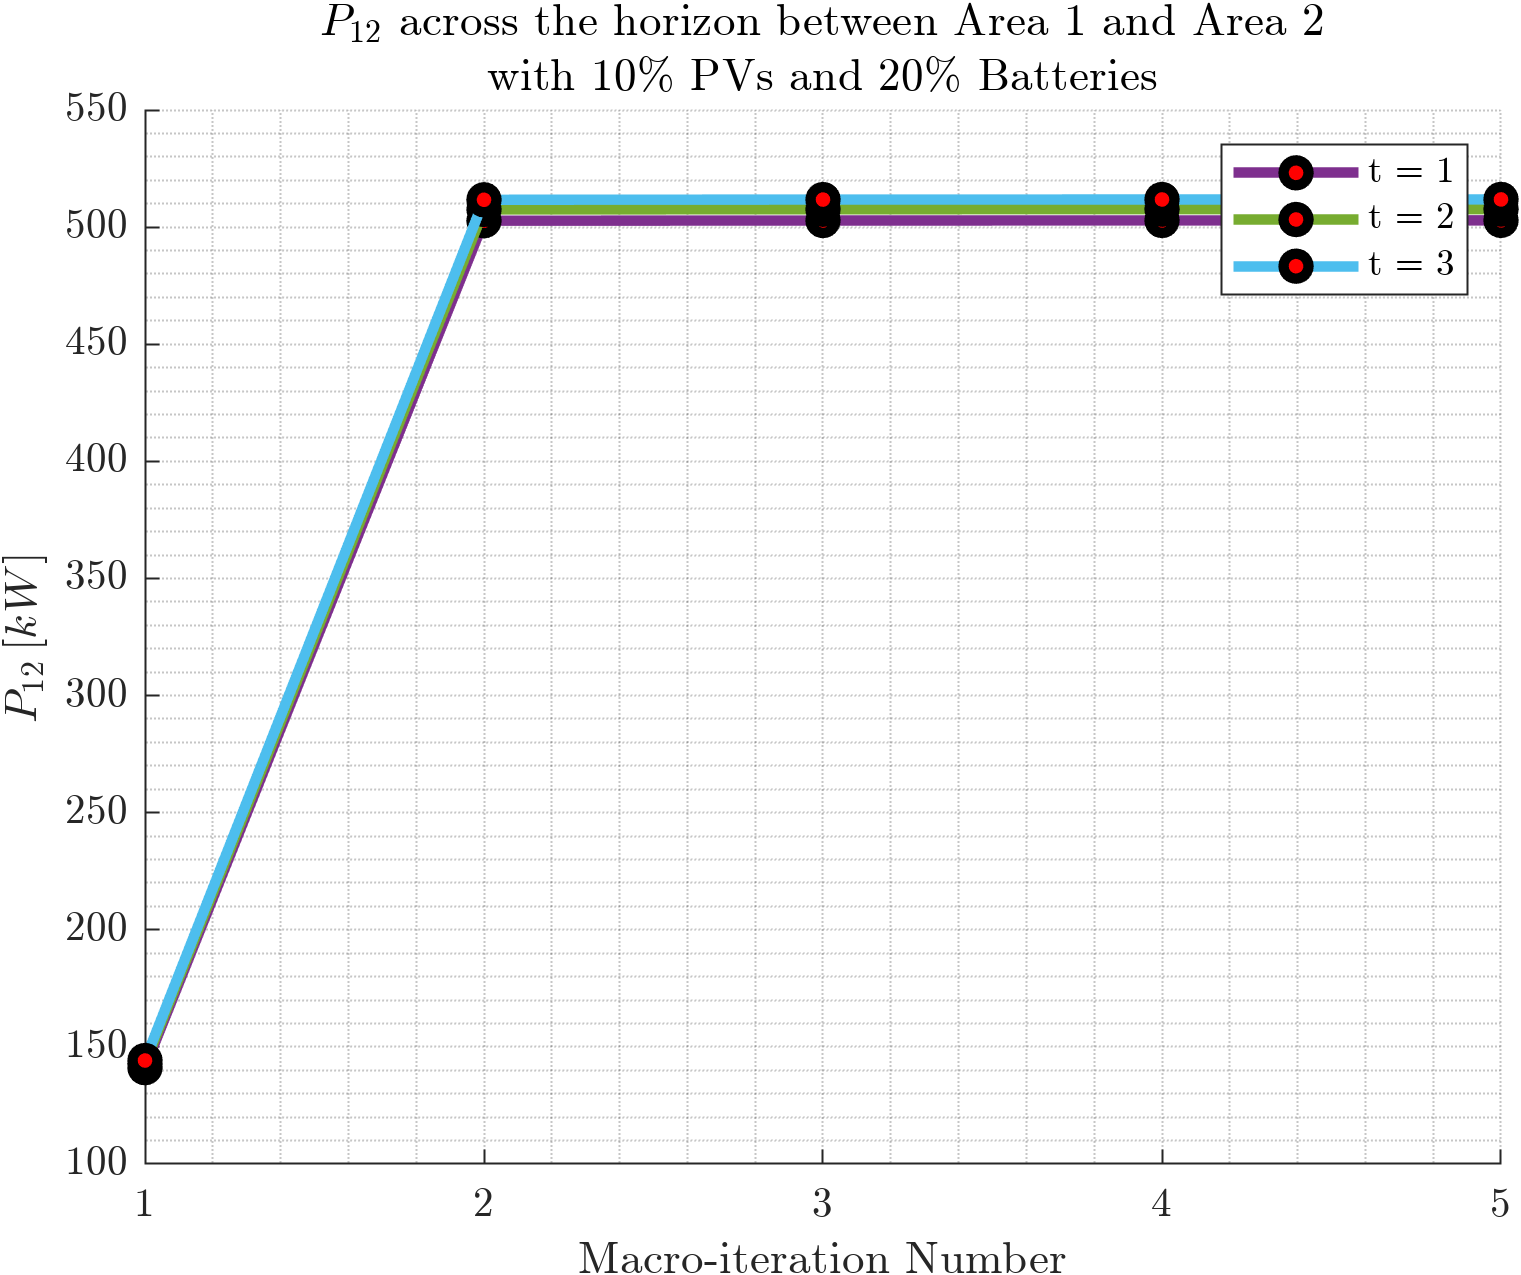 P₁₂ across the horizon between Area 1 and Area 2
with 10% PVs and 20% Batteries
550
500
450
400
350
300
250
200
150
100
P₁₂ [kW]
t = 1
t = 2
t = 3
1 2 3 4 5
Macro-iteration Number